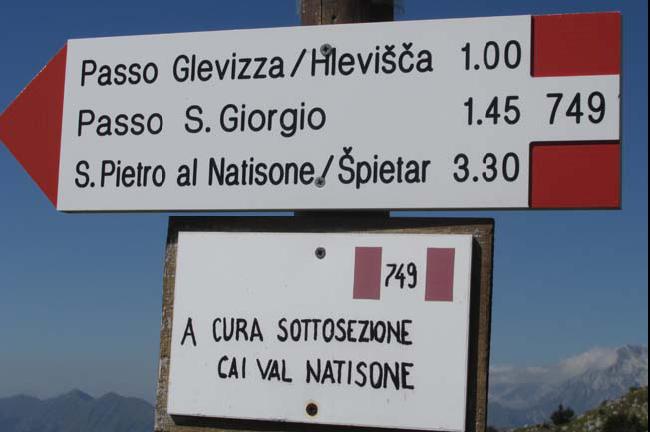 Passo Glevizza/Hlevišča 1.00
Passo S. Giorgio 1.45 749
S. Pietro al Natisone/Špietar 3.30
749
A CURA SOTTOSEZIONE
CAI VAL NATISONE